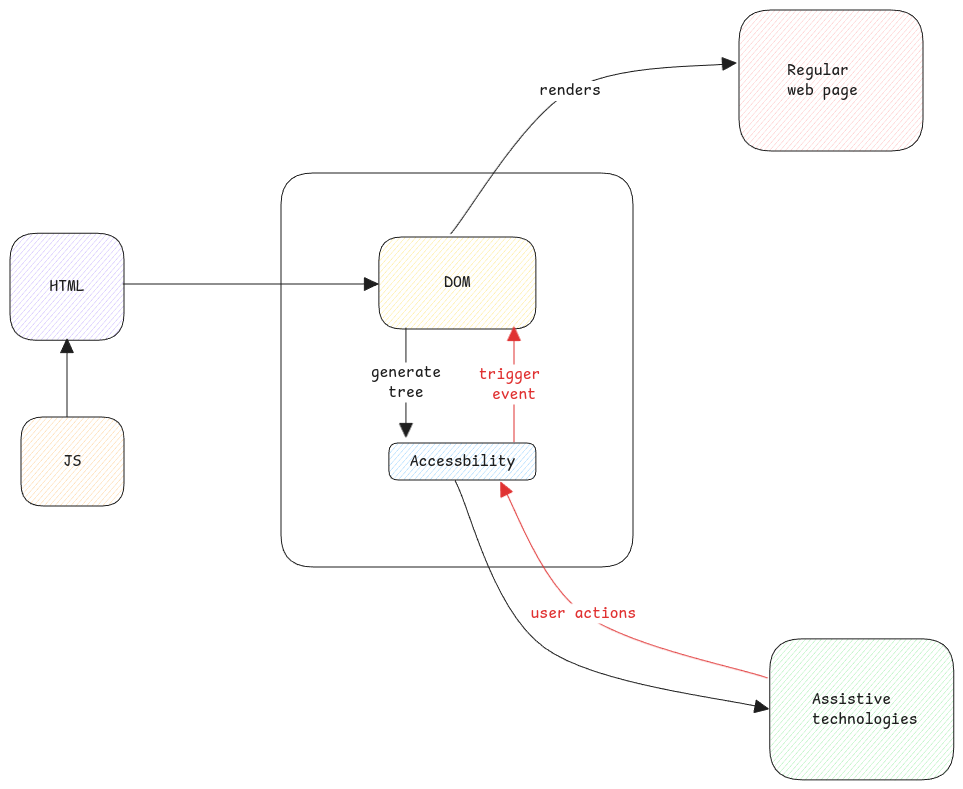 Regular
web page
renders
HTML
DOM
generate
tree
trigger
event
JS
Accessbility
user actions
Assistive
technologies